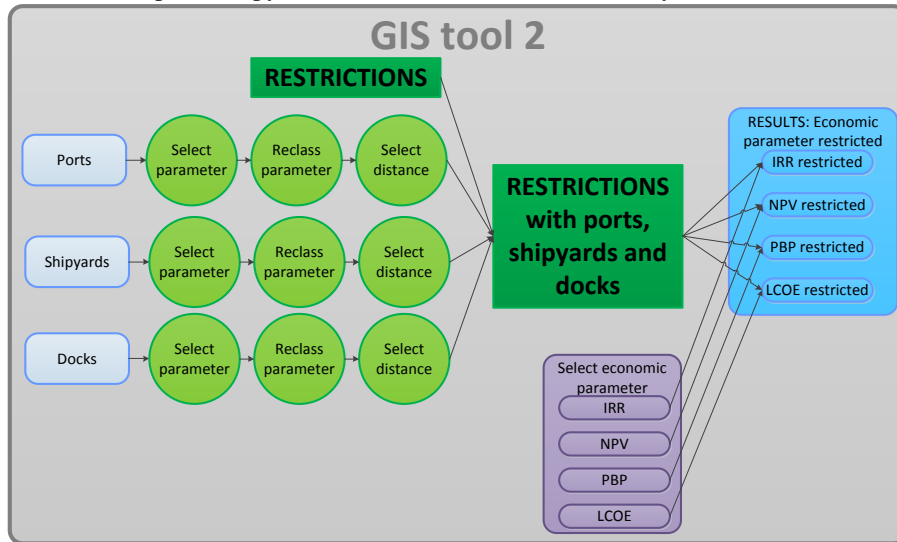 GIS tool 2
RESTRICTIONS
Ports
Select
parameter
Reclass
parameter
Select
distance
Shipyards
Select
parameter
Reclass
parameter
Select
distance
Docks
Select
parameter
Reclass
parameter
Select
distance
RESTRICTIONS
with ports,
shipyards and
docks
Select economic
parameter
IRR
NPV
PBP
LCOE
RESULTS: Economic
parameter restricted
IRR restricted
NPV restricted
PBP restricted
LCOE restricted